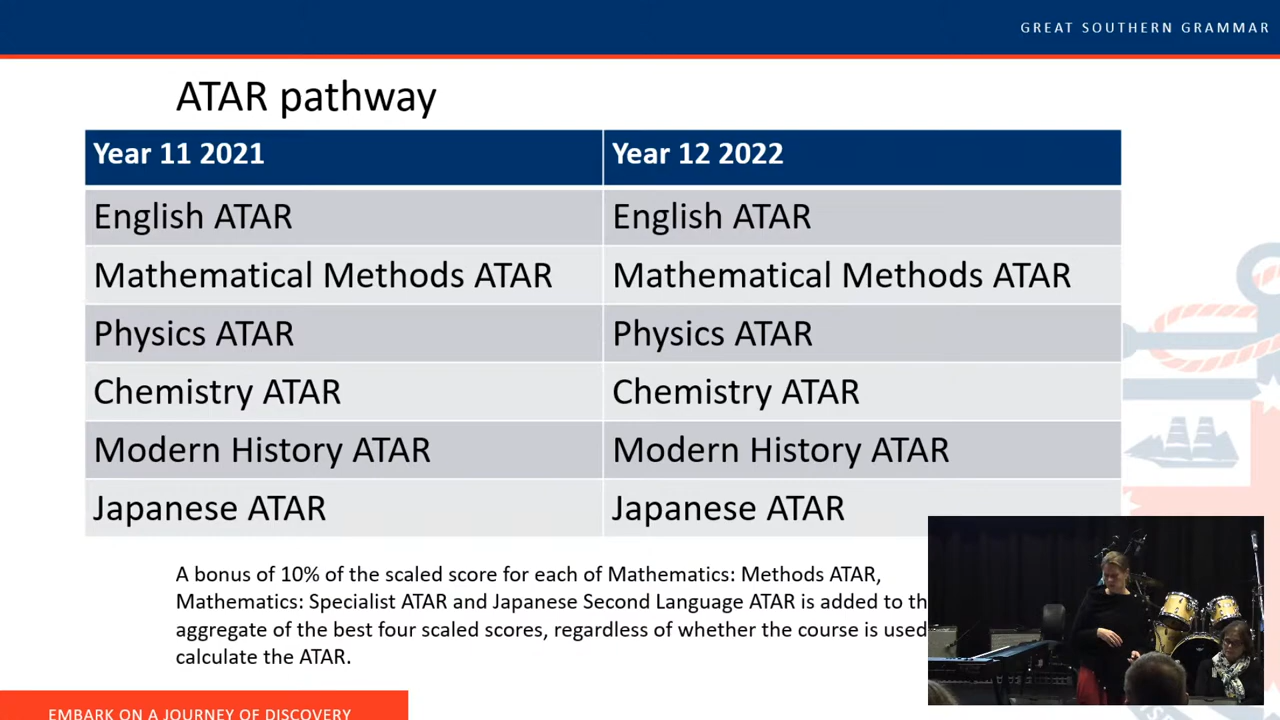 GREAT SOUTHERN GRAMMAR
ATAR pathway
Year 11 2021 Year 12 2022
English ATAR English ATAR
Mathematical Methods ATAR Mathematical Methods ATAR
Physics ATAR Physics ATAR
Chemistry ATAR Chemistry ATAR
Modern History ATAR Modern History ATAR
Japanese ATAR Japanese ATAR
A bonus of 10% of the scaled score for each of Mathematics: Methods ATAR,
Mathematics: Specialist ATAR and Japanese Second Language ATAR is added to
aggregate of the best four scaled scores, regardless of whether the course is used
calculate the ATAR.
EMBARK ON A JOURNEY OF DISCOVERY